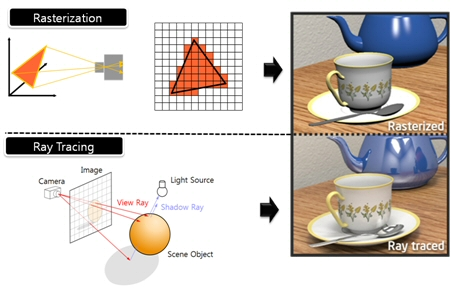 Rasterization
Rasterized
Ray Tracing
Image
Camera
Light Source
View Ray
Shadow Ray
Scene Object
Ray traced